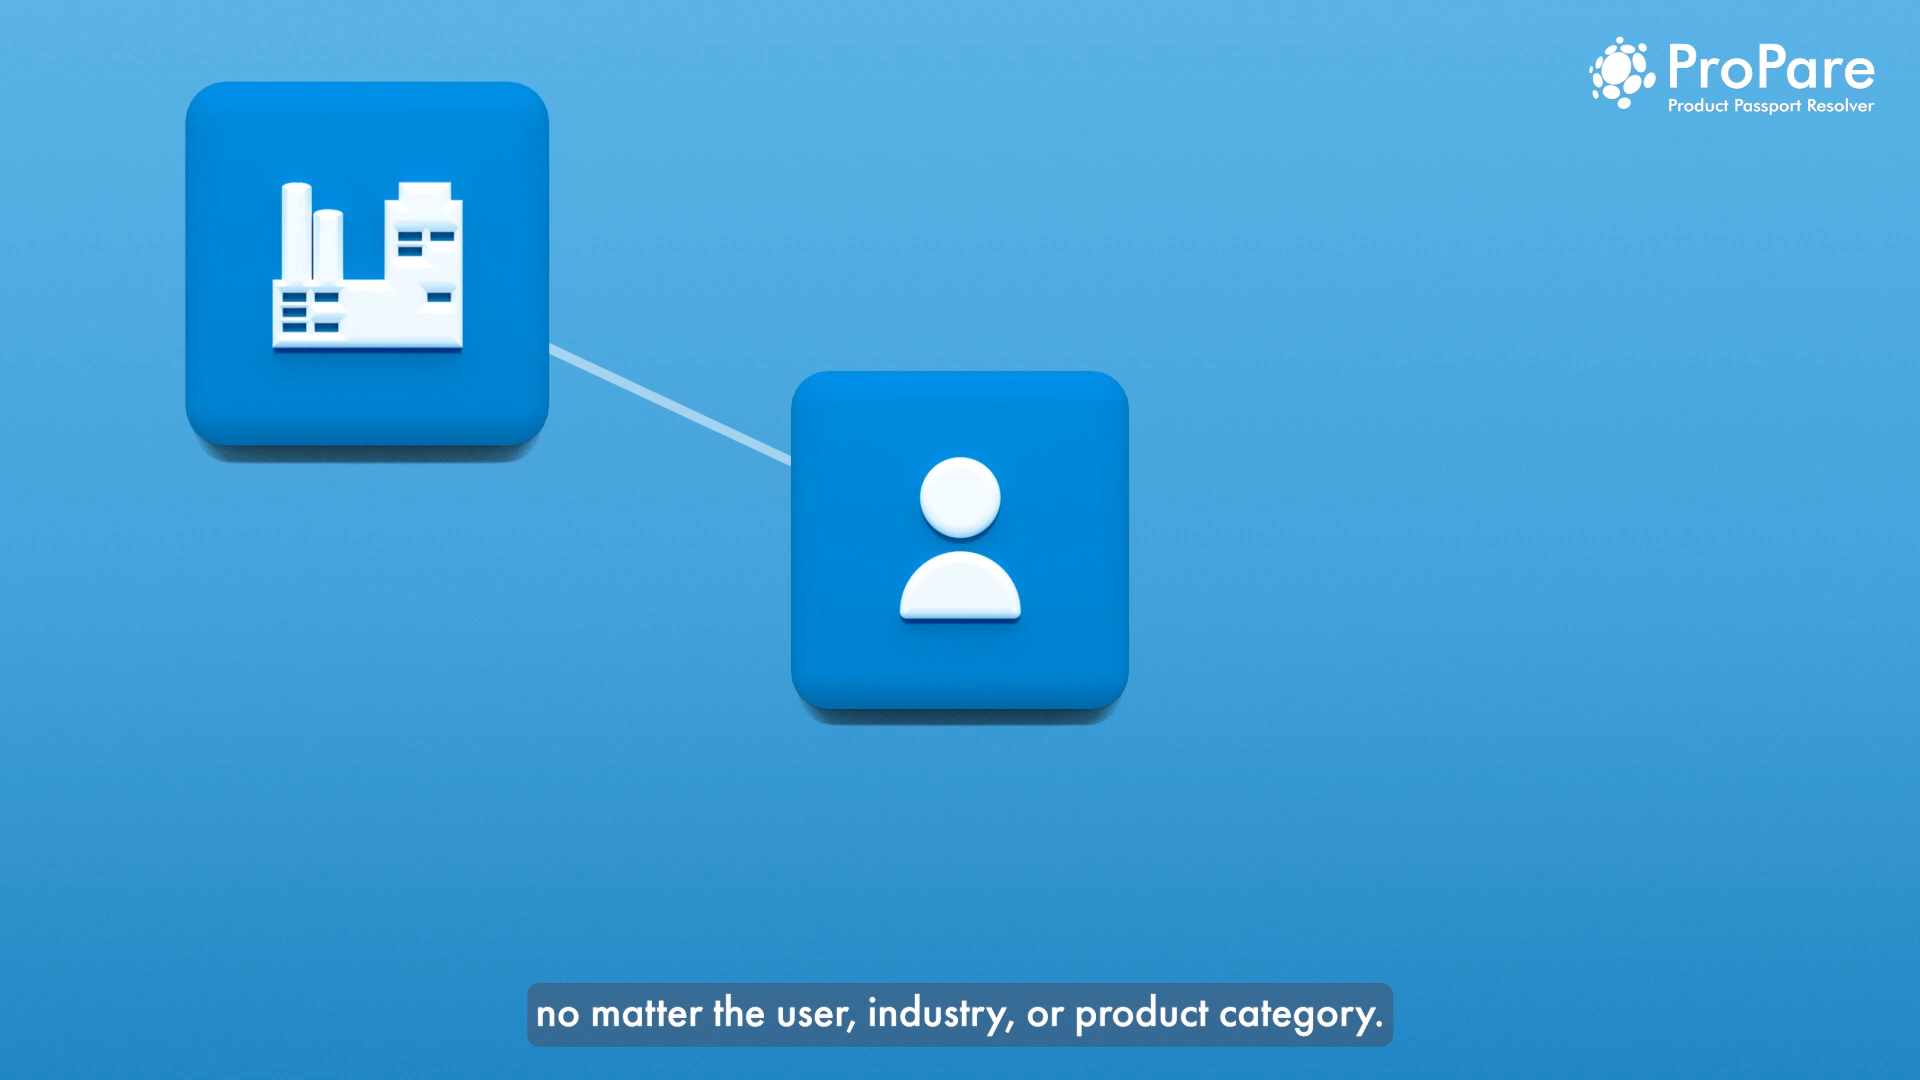 ProPare
Product Passport Resolver
no matter the user, industry, or product category.